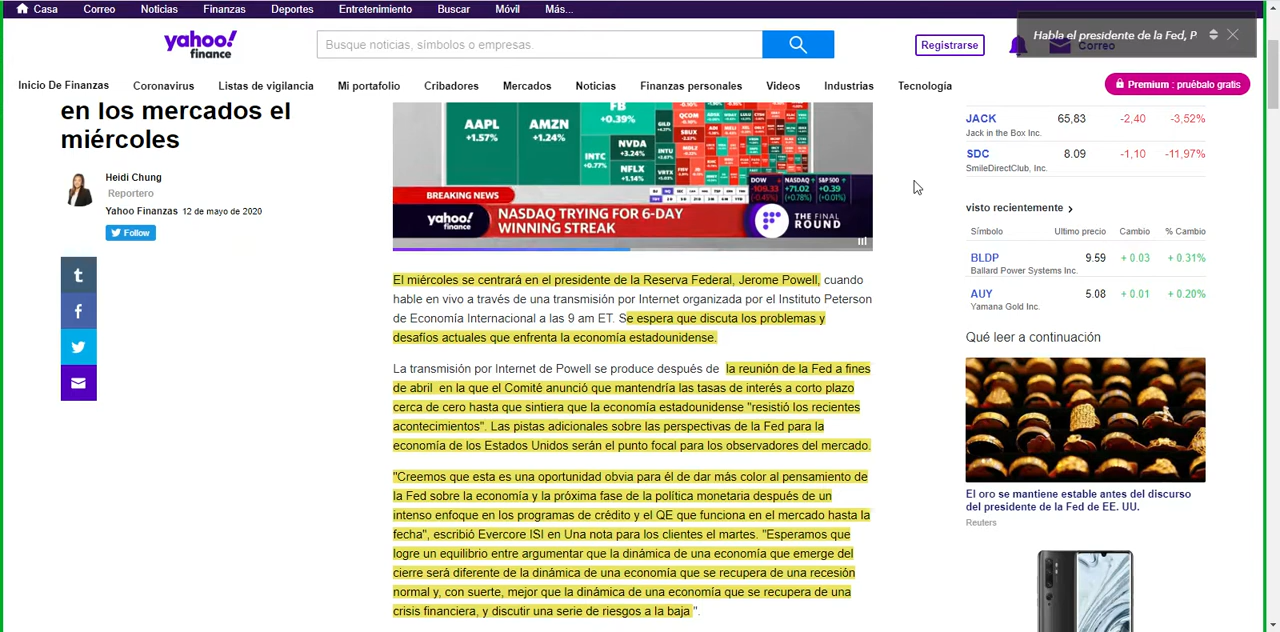 Casa Correo Noticias Finanzas Deportes Entretenimiento Buscar Móvil Más...
yahoo!
finance
Busque noticias, símbolos o empresas.
Registrarse
Correo
Habla el presidente de la Fed, P
Inicio De Finanzas Coronavirus Listas de vigilancia Mi portafolio Cribadores Mercados Noticias Finanzas personales Videos Industrias Tecnología
Premium : pruébalo gratis
en los mercados el
miércoles
Heidi Chung
Reportero
Yahoo Finanzas 12 de mayo de 2020
Follow
FB
+0.39%
AAPL
+1.57%
AMZN
+1.24%
INTC
+0.77%
NVDA
+3.24%
NFLX
+1.14%
BREAKING NEWS
DOW
-109.33
(-0.45%)
NASDAQ
+71.02
(+0.78%)
S&P 500
+0.39
(+0.01%)
yahoo!
finance
NASDAQ TRYING FOR 6-DAY
WINNING STREAK
THE FINAL
ROUND
El miércoles se centrará en el presidente de la Reserva Federal, Jerome Powell, cuando
hable en vivo a través de una transmisión por Internet organizada por el Instituto Peterson
de Economía Internacional a las 9 am ET. Se espera que discuta los problemas y
desafíos actuales que enfrenta la economía estadounidense.
La transmisión por Internet de Powell se produce después de la reunión de la Fed a fines
de abril en la que el Comité anunció que mantendría las tasas de interés a corto plazo
cerca de cero hasta que sintiera que la economía estadounidense "resistió los recientes
acontecimientos". Las pistas adicionales sobre las perspectivas de la Fed para la
economía de los Estados Unidos serán el punto focal para los observadores del mercado.
"Creemos que esta es una oportunidad obvia para él de dar más color al pensamiento de
la Fed sobre la economía y la próxima fase de la política monetaria después de un
intenso enfoque en los programas de crédito y el QE que funciona en el mercado hasta la
fecha", escribió Evercore ISI en Una nota para los clientes el martes. "Esperamos que
logre un equilibrio entre argumentar que la dinámica de una economía que emerge del
cierre será diferente de la dinámica de una economía que se recupera de una recesión
normal y, con suerte, mejor que la dinámica de una economía que se recupera de una
crisis financiera, y discutir una serie de riesgos a la baja ".
JACK 65,83 -2,40 -3,52%
Jack in the Box Inc.
SDC 8.09 -1,10 -11,97%
SmileDirectClub, Inc.
visto recientemente
Símbolo Ultimo precio Cambio % Cambio
BLDP 9.59 + 0.03 + 0.31%
Ballard Power Systems Inc.
AUY 5.08 + 0.01 + 0.20%
Yamana Gold Inc.
Qué leer a continuación
El oro se mantiene estable antes del discurso
del presidente de la Fed de EE. UU.
Reuters